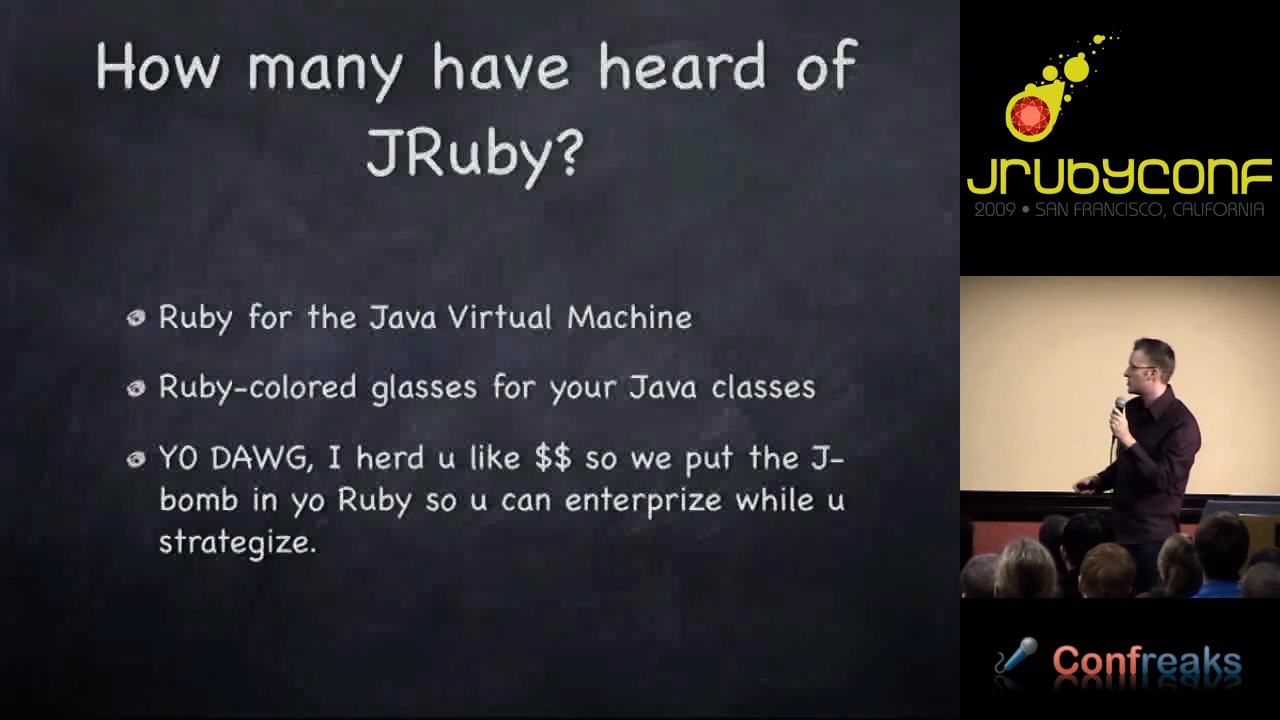 How many have heard of
JRuby?
Ruby for the Java Virtual Machine
Ruby-colored glasses for your Java classes
YO DAWG, I herd u like $$ so we put the J-
bomb in yo Ruby so u can enterprize while u
strategize.
JRUBYCONF
2009 • SAN FRANCISCO, CALIFORNIA
Confreaks